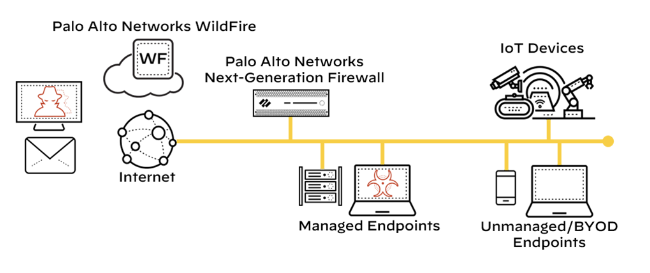 Palo Alto Networks WildFire
WF
Palo Alto Networks
Next-Generation Firewall
IoT Devices
Internet
Managed Endpoints
Unmanaged/BYOD
Endpoints